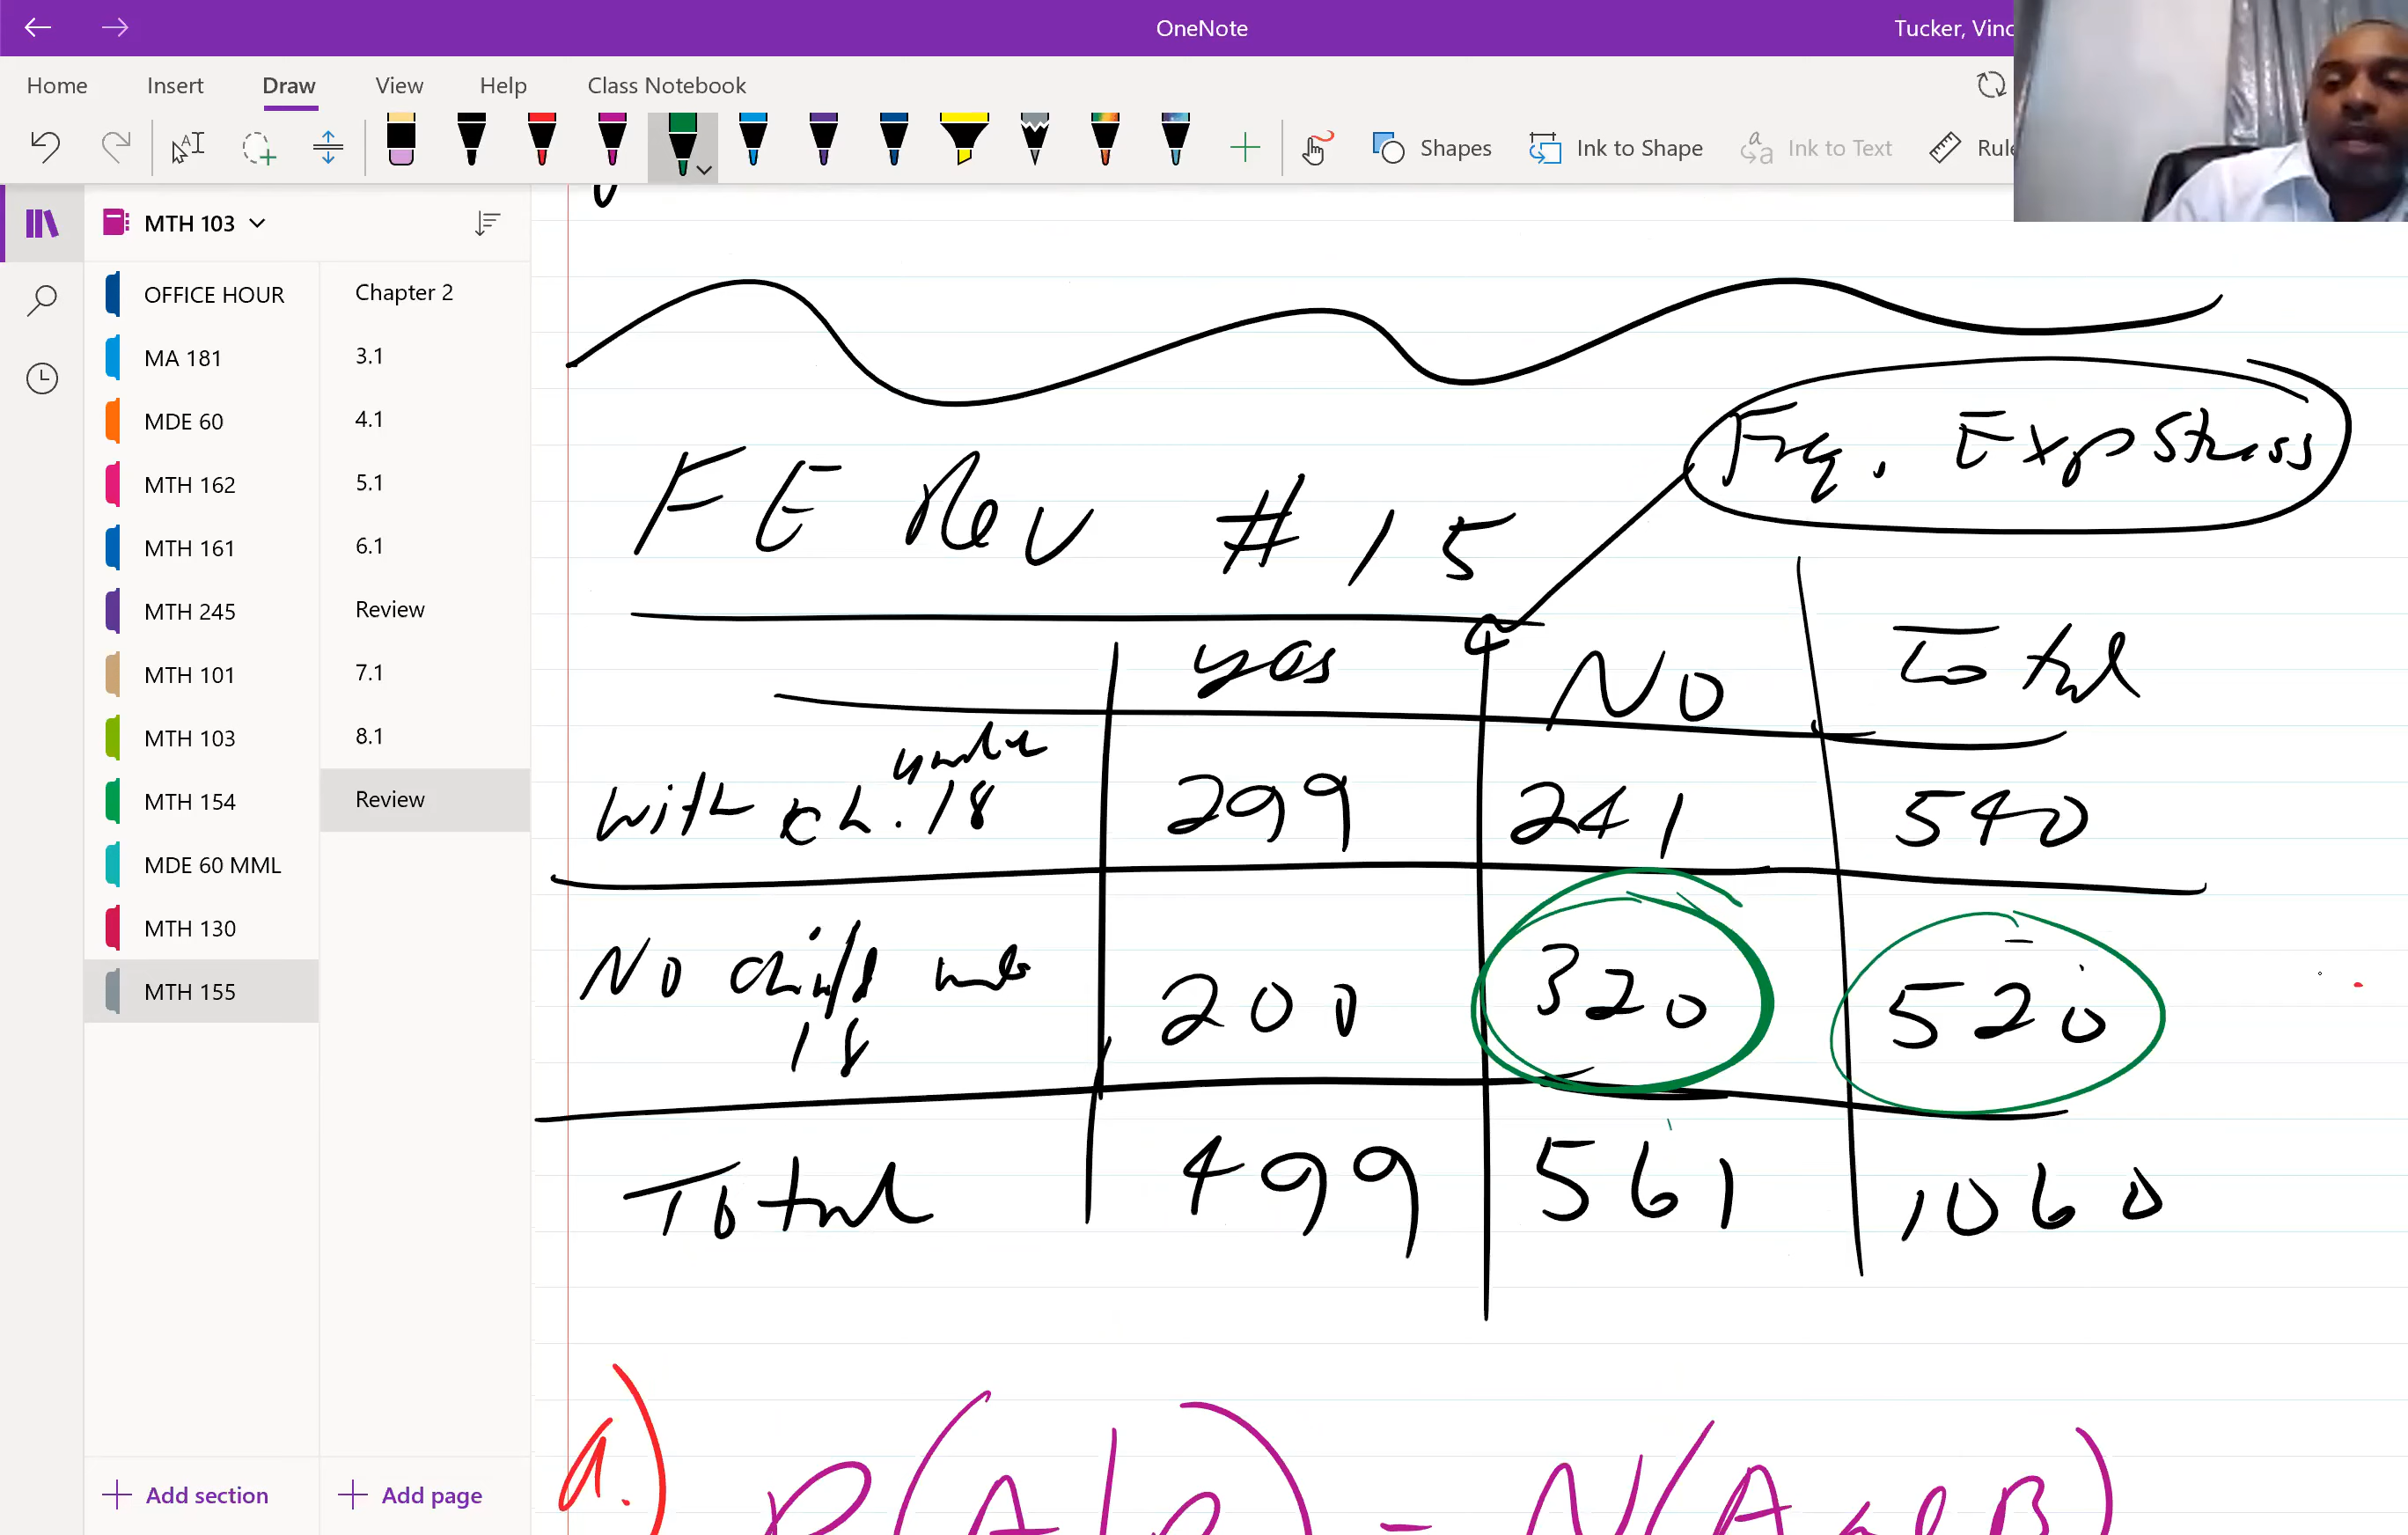 OneNote
Tucker, Vinc
Home Insert Draw View Help Class Notebook
Shapes Ink to Shape Ink to Text Rule
MTH 103
OFFICE HOUR
MA 181
MDE 60
MTH 162
MTH 161
MTH 245
MTH 101
MTH 103
MTH 154
MDE 60 MML
MTH 130
MTH 155
Add section
Chapter 2
3.1
4.1
5.1
6.1
Review
7.1
8.1
Review
Add page
Frq. Exp Stress
FE Rev #15
yes No Total
With ch. under 18 299 241 540
No child under 18 200 320 520
Total 499 561 1060
a.) P(A|B) = N(A and B)